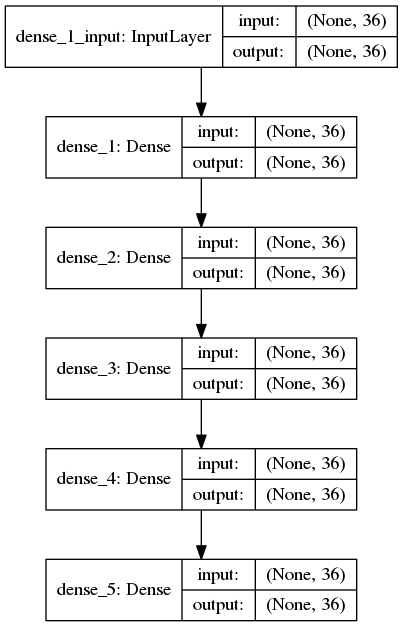 dense_1_input: InputLayer
input: (None, 36)
output: (None, 36)
dense_1: Dense
input: (None, 36)
output: (None, 36)
dense_2: Dense
input: (None, 36)
output: (None, 36)
dense_3: Dense
input: (None, 36)
output: (None, 36)
dense_4: Dense
input: (None, 36)
output: (None, 36)
dense_5: Dense
input: (None, 36)
output: (None, 36)